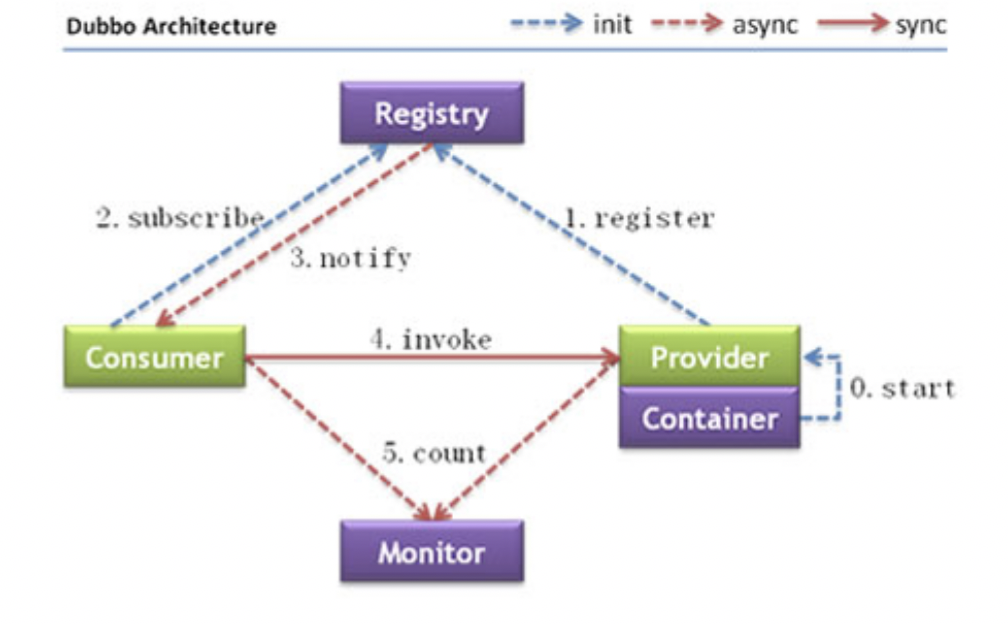 Dubbo Architecture
init
async
sync
Registry
2. subscribe
1. register
3. notify
4. invoke
Consumer
Provider
0. start
Container
5. count
Monitor